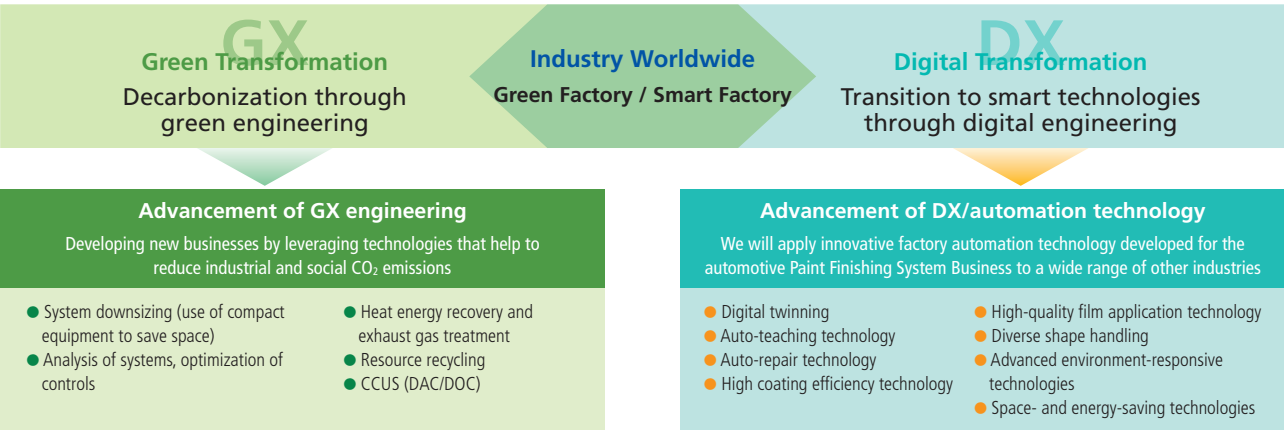 GX
Green Transformation
Decarbonization through
green engineering
Industry Worldwide
Green Factory / Smart Factory
DX
Digital Transformation
Transition to smart technologies
through digital engineering
Advancement of GX engineering
Developing new businesses by leveraging technologies that help to
reduce industrial and social CO₂ emissions
● System downsizing (use of compact
equipment to save space)
● Analysis of systems, optimization of
controls
● Heat energy recovery and
exhaust gas treatment
● Resource recycling
● CCUS (DAC/DOC)
Advancement of DX/automation technology
We will apply innovative factory automation technology developed for the
automotive Paint Finishing System Business to a wide range of other industries
● Digital twinning
● Auto-teaching technology
● Auto-repair technology
● High coating efficiency technology
● High-quality film application technology
● Diverse shape handling
● Advanced environment-responsive
technologies
● Space- and energy-saving technologies